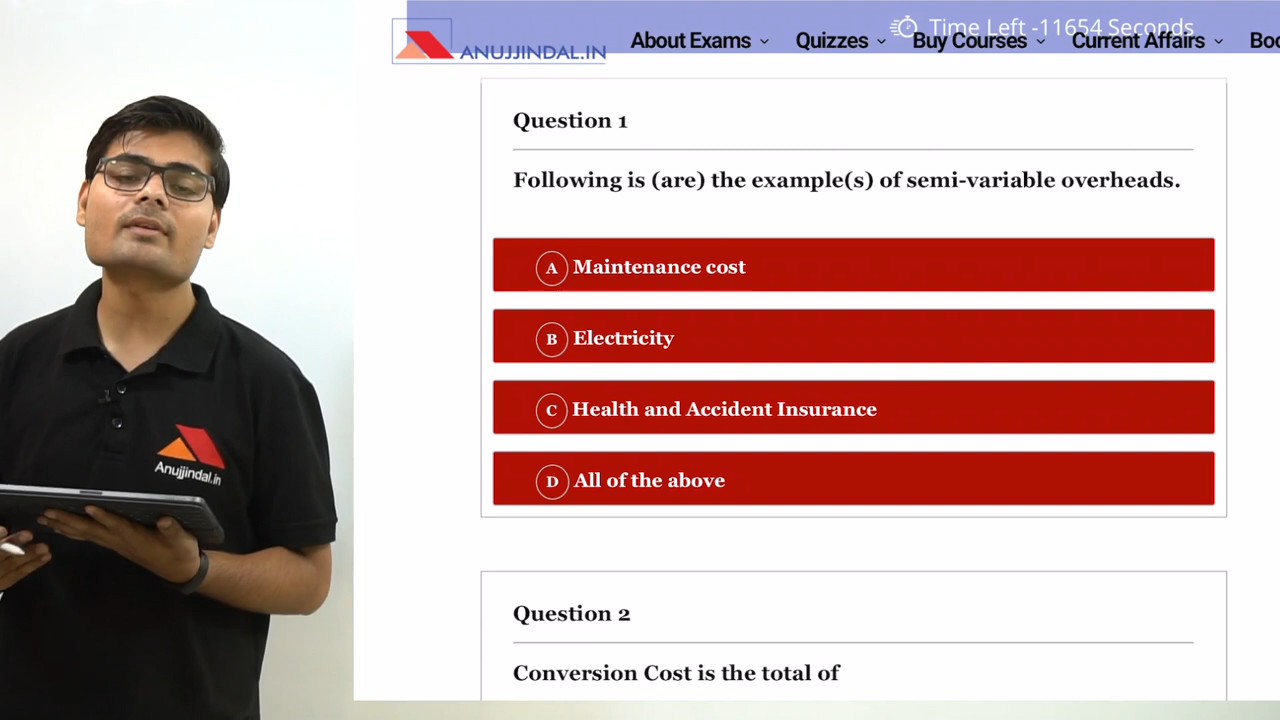 Time Left -11654 Seconds
ANUJJINDAL.IN
About Exams
Quizzes
Buy Courses
Current Affairs
Boo
Question 1
Following is (are) the example(s) of semi-variable overheads.
A Maintenance cost
B Electricity
C Health and Accident Insurance
D All of the above
Anujjindal.in
Question 2
Conversion Cost is the total of